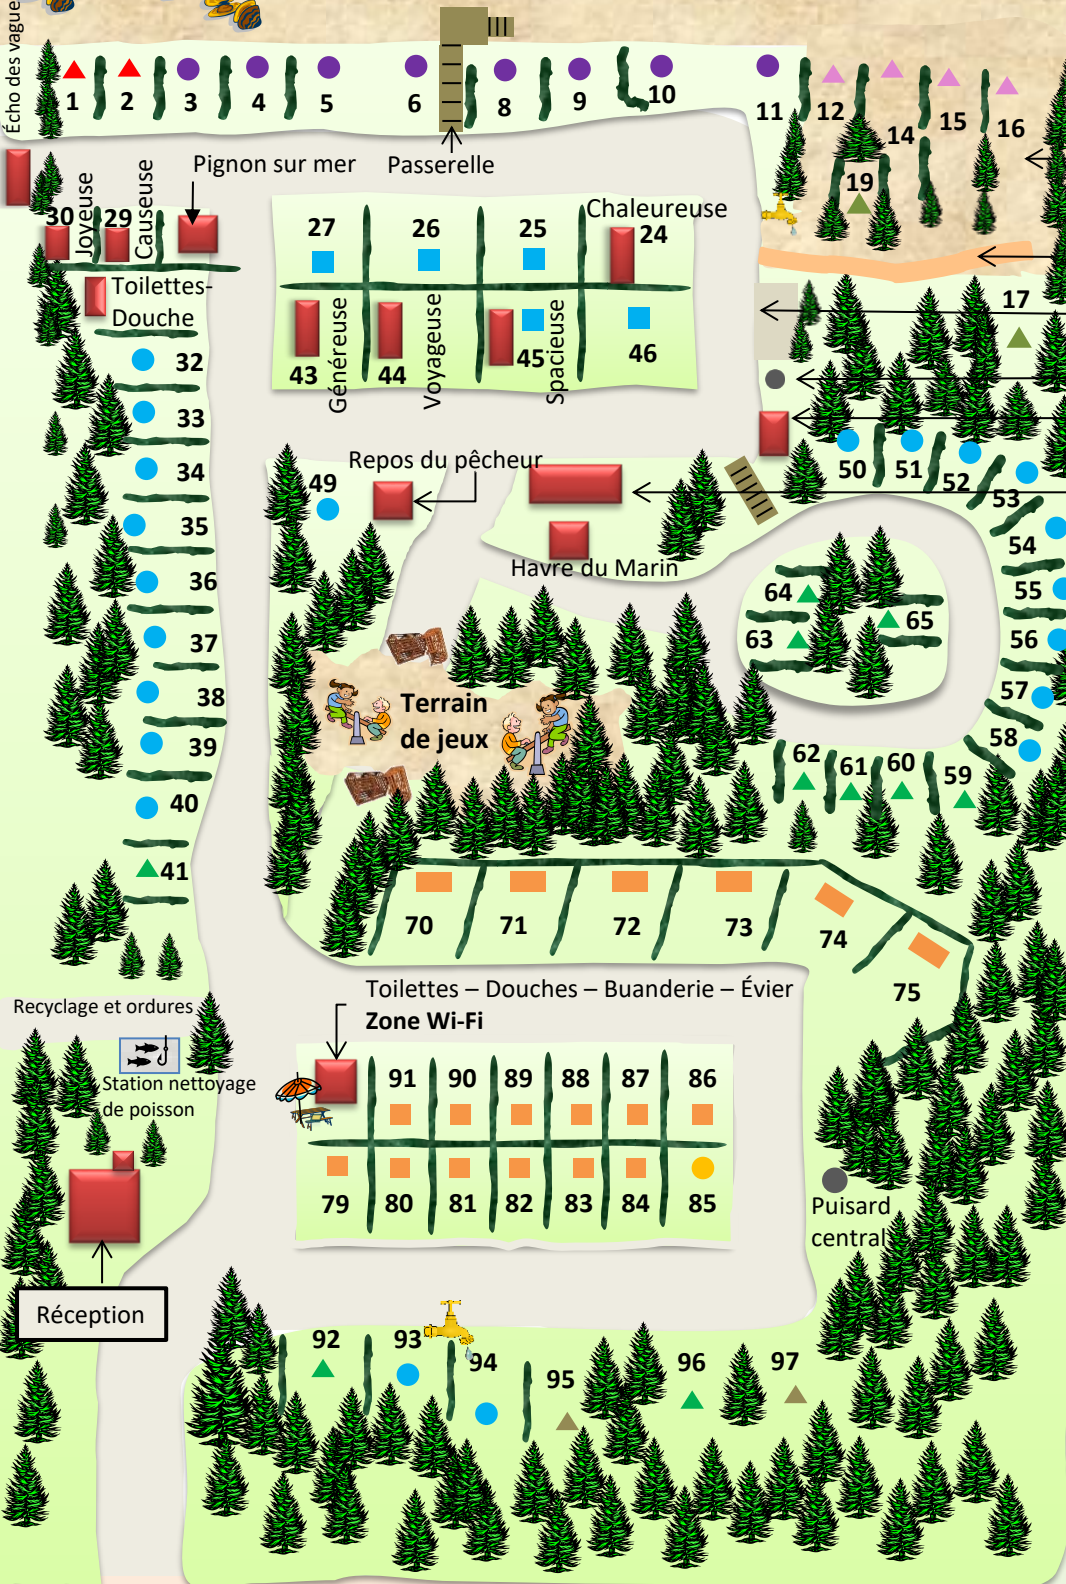 Écho des vague
1 2 3 4 5 6 8 9 10 11 12 14 15 16
19
Pignon sur mer
Passerelle
30 Joyeuse 29 Causeuse
Toilettes-
Douche
27 26 25
Chaleureuse
24
17
43 Généreuse 44 Voyageuse 45 Spacieuse 46
32
33
34
35
36
37
38
39
40
41
49
Repos du pêcheur
Havre du Marin
50 51 52 53
54
55
56
57
58
64
65
63
Terrain
de jeux
62 61 60 59
70 71 72 73 74
75
Recyclage et ordures
Station nettoyage
de poisson
Toilettes – Douches – Buanderie – Évier
Zone Wi-Fi
91 90 89 88 87 86
79 80 81 82 83 84 85
Puisard
central
Réception
92 93 94 95 96 97